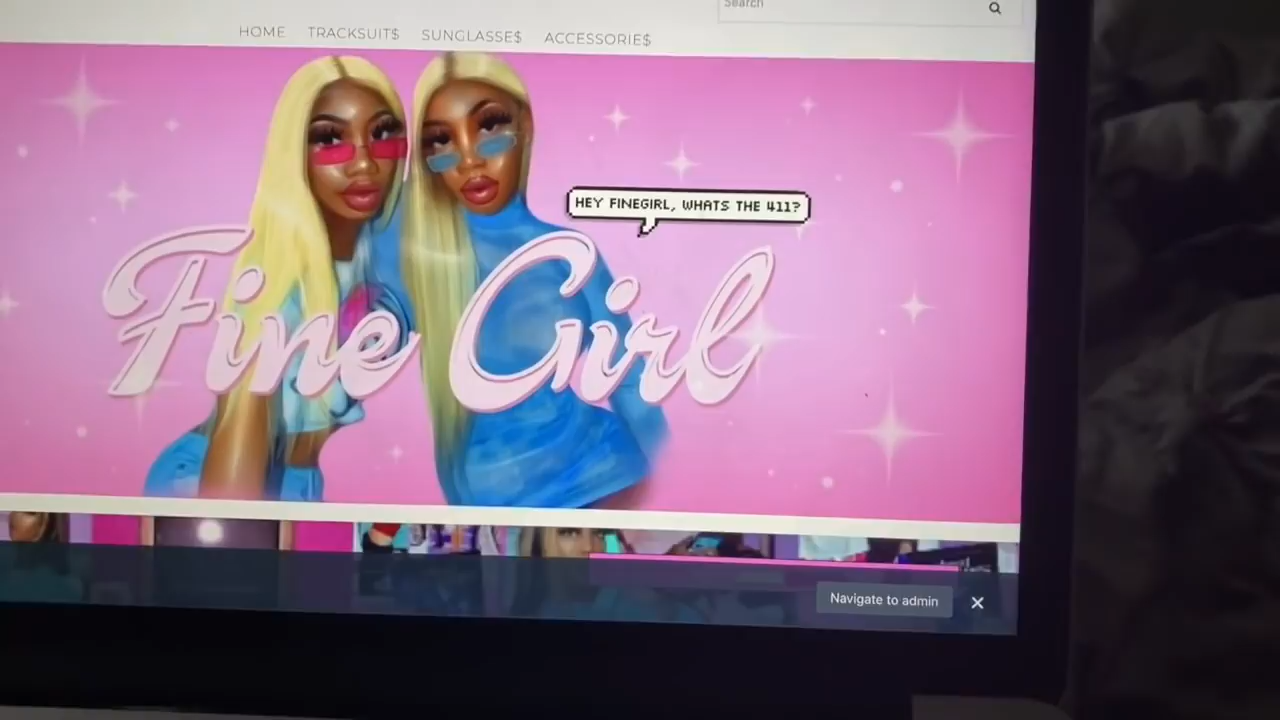 Search
HOME TRACKSUIT$ SUNGLASSE$ ACCESSORIE$
HEY FINEGIRL, WHATS THE 411?
Fine Girl
Navigate to admin